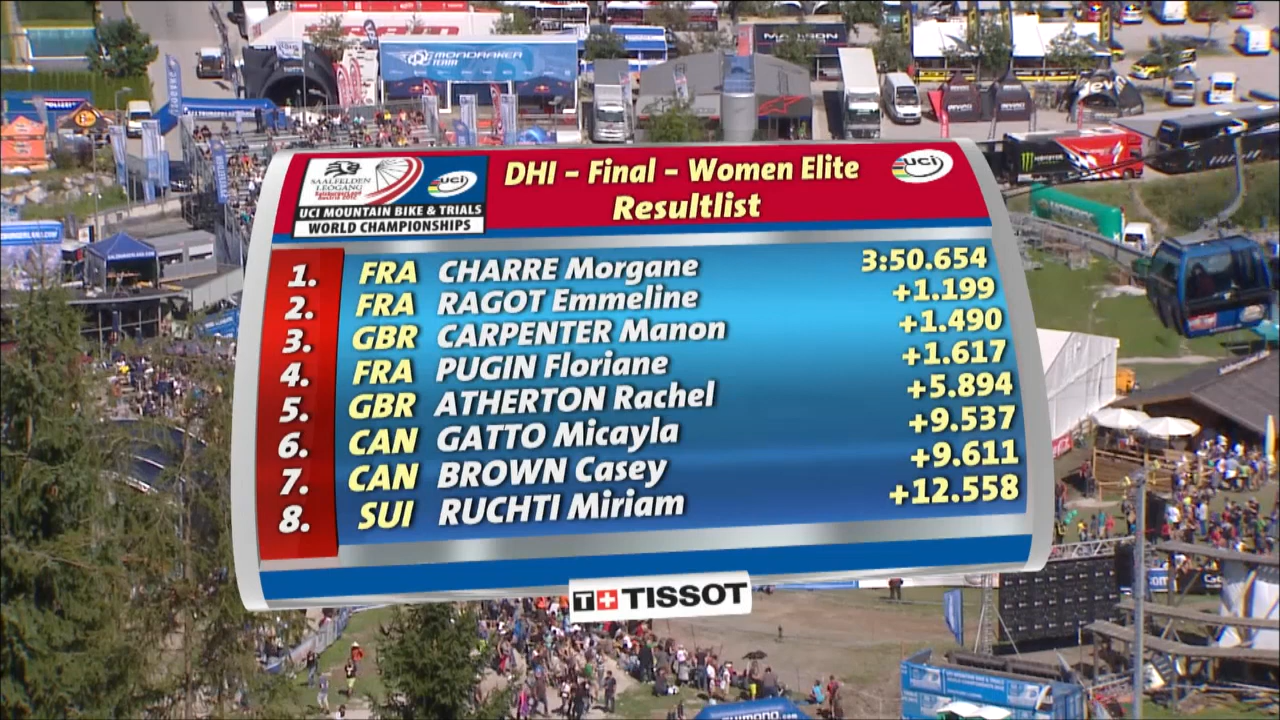 MONDRAKER
TEAM
SAALFELDEN
LEOGANG
UCI
UCI MOUNTAIN BIKE & TRIALS
WORLD CHAMPIONSHIPS
DHI – Final – Women Elite
Resultlist
UCI
1. FRA CHARRE Morgane 3:50.654
2. FRA RAGOT Emmeline +1.199
3. GBR CARPENTER Manon +1.490
4. FRA PUGIN Floriane +1.617
5. GBR ATHERTON Rachel +5.894
6. CAN GATTO Micayla +9.537
7. CAN BROWN Casey +9.611
8. SUI RUCHTI Miriam +12.558
T+ TISSOT
SHIMANO.COM